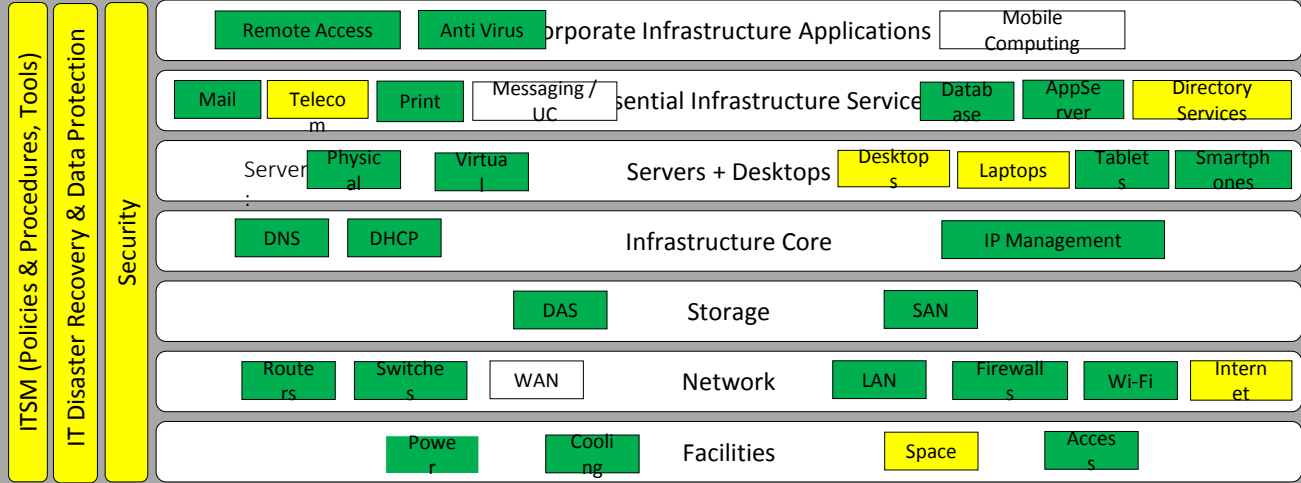 ITSM (Policies & Procedures, Tools)
IT Disaster Recovery & Data Protection
Security
Remote Access
Anti Virus
orporate Infrastructure Applications
Mobile
Computing
Mail
Teleco
m
Print
Messaging /
UC
sential Infrastructure Service
Datab
ase
AppSe
rver
Directory
Services
Server
:
Physic
al
Virtua
l
Servers + Desktops
Desktop
s
Laptops
Tablet
s
Smartph
ones
DNS
DHCP
Infrastructure Core
IP Management
DAS
Storage
SAN
Route
rs
Switche
s
WAN
Network
LAN
Firewall
s
Wi-Fi
Intern
et
Powe
r
Cooli
ng
Facilities
Space
Acces
s